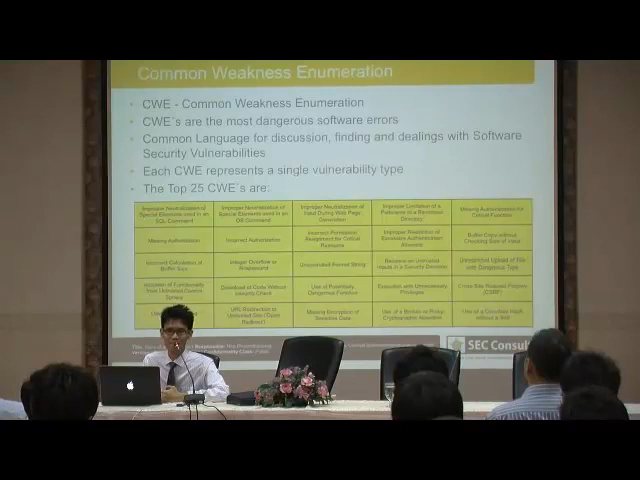 Common Weakness Enumeration
CWE - Common Weakness Enumeration
CWE´s are the most dangerous software errors
Common Language for discussion, finding and dealings with Software
Security Vulnerabilities
Each CWE represents a single vulnerability type
The Top 25 CWE´s are:
Improper Neutralization of
Special Elements used in an
SQL Command
Improper Neutralization of
Special Elements used in an
OS Command
Improper Neutralization of
Input During Web Page
Generation
Improper Limitation of a
Pathname to a Restricted
Directory
Missing Authentication for
Critical Function
Missing Authorization
Incorrect Authorization
Incorrect Permission
Assignment for Critical
Resource
Improper Restriction of
Excessive Authentication
Attempts
Buffer Copy without
Checking Size of Input
Incorrect Calculation of
Buffer Size
Integer Overflow or
Wraparound
Uncontrolled Format String
Reliance on Untrusted
Inputs in a Security Decision
Unrestricted Upload of File
with Dangerous Type
Inclusion of Functionality
from Untrusted Control
Sphere
Download of Code Without
Integrity Check
Use of Potentially
Dangerous Function
Execution with Unnecessary
Privileges
Cross-Site Request Forgery
(CSRF)
URL Redirection to
Untrusted Site ('Open
Redirect')
Missing Encryption of
Sensitive Data
Use of a Broken or Risky
Cryptographic Algorithm
Use of a One-Way Hash
without a Salt
SEC Consult